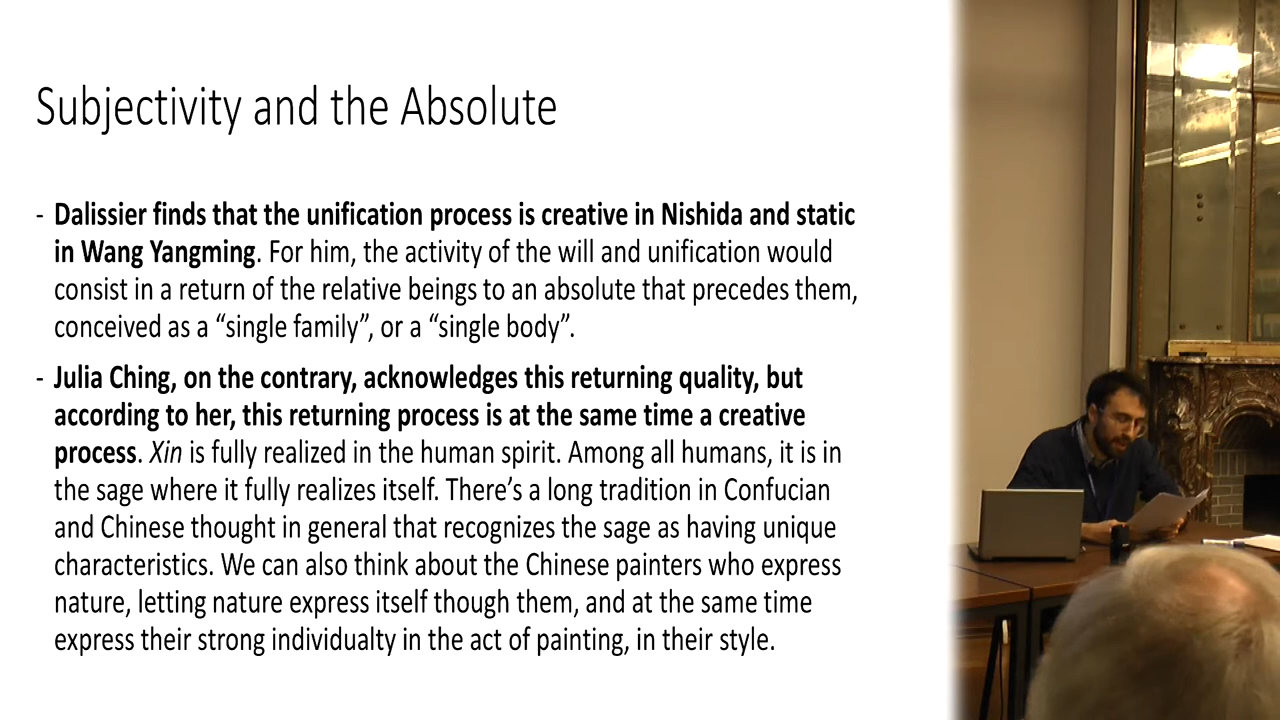 Subjectivity and the Absolute
- Dalissier finds that the unification process is creative in Nishida and static
in Wang Yangming. For him, the activity of the will and unification would
consist in a return of the relative beings to an absolute that precedes them,
conceived as a “single family”, or a “single body”.
- Julia Ching, on the contrary, acknowledges this returning quality, but
according to her, this returning process is at the same time a creative
process. Xin is fully realized in the human spirit. Among all humans, it is in
the sage where it fully realizes itself. There’s a long tradition in Confucian
and Chinese thought in general that recognizes the sage as having unique
characteristics. We can also think about the Chinese painters who express
nature, letting nature express itself though them, and at the same time
express their strong individualty in the act of painting, in their style.